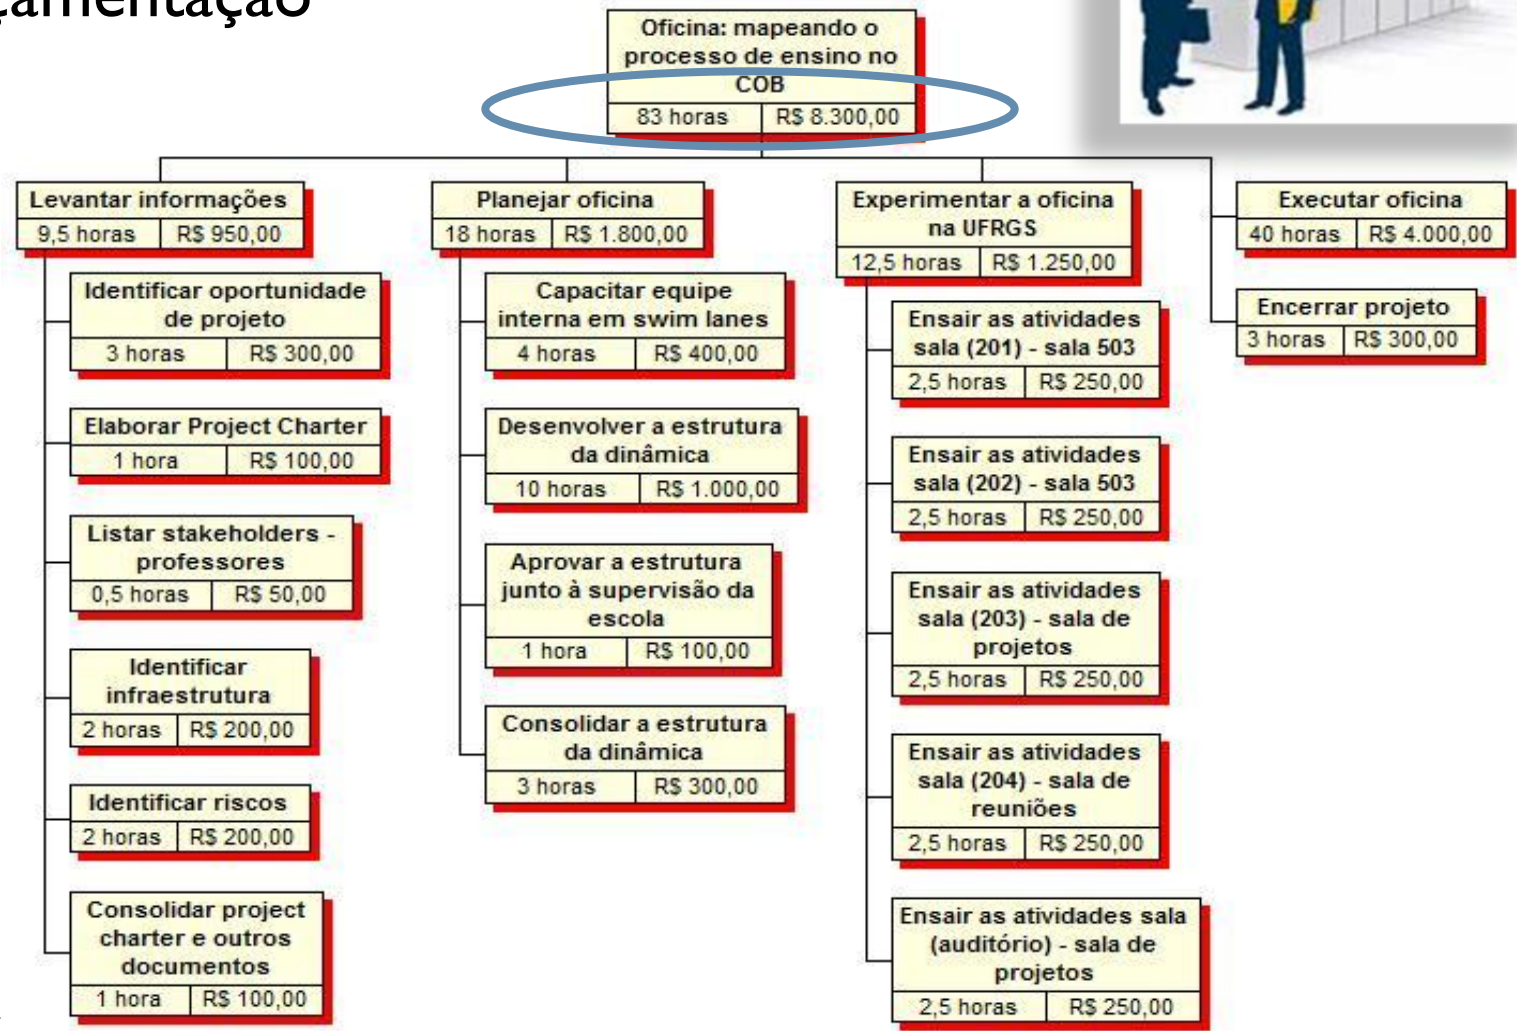 çamentação
Oficina: mapeando o
processo de ensino no
COB
83 horas R$ 8.300,00
Levantar informações
9,5 horas R$ 950,00
Identificar oportunidade
de projeto
3 horas R$ 300,00
Elaborar Project Charter
1 hora R$ 100,00
Listar stakeholders -
professores
0,5 horas R$ 50,00
Identificar
infraestrutura
2 horas R$ 200,00
Identificar riscos
2 horas R$ 200,00
Consolidar project
charter e outros
documentos
1 hora R$ 100,00
Planejar oficina
18 horas R$ 1.800,00
Capacitar equipe
interna em swim lanes
4 horas R$ 400,00
Desenvolver a estrutura
da dinâmica
10 horas R$ 1.000,00
Aprovar a estrutura
junto à supervisão da
escola
1 hora R$ 100,00
Consolidar a estrutura
da dinâmica
3 horas R$ 300,00
Experimentar a oficina
na UFRGS
12,5 horas R$ 1.250,00
Ensair as atividades
sala (201) - sala 503
2,5 horas R$ 250,00
Ensair as atividades
sala (202) - sala 503
2,5 horas R$ 250,00
Ensair as atividades
sala (203) - sala de
projetos
2,5 horas R$ 250,00
Ensair as atividades
sala (204) - sala de
reuniões
2,5 horas R$ 250,00
Ensair as atividades sala
(auditório) - sala de
projetos
2,5 horas R$ 250,00
Executar oficina
40 horas R$ 4.000,00
Encerrar projeto
3 horas R$ 300,00